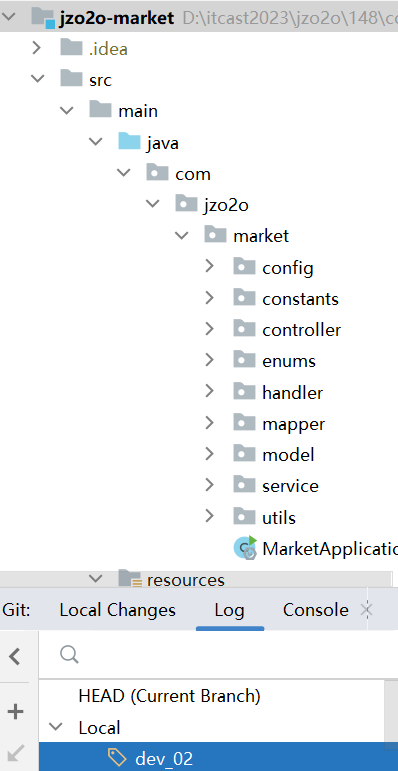 jzo2o-market D:\itcast2023\jzo2o\148\co
.idea
src
main
java
com
jzo2o
market
config
constants
controller
enums
handler
mapper
model
service
utils
MarketApplicatio
resources
Git: Local Changes Log Console
HEAD (Current Branch)
Local
dev_02